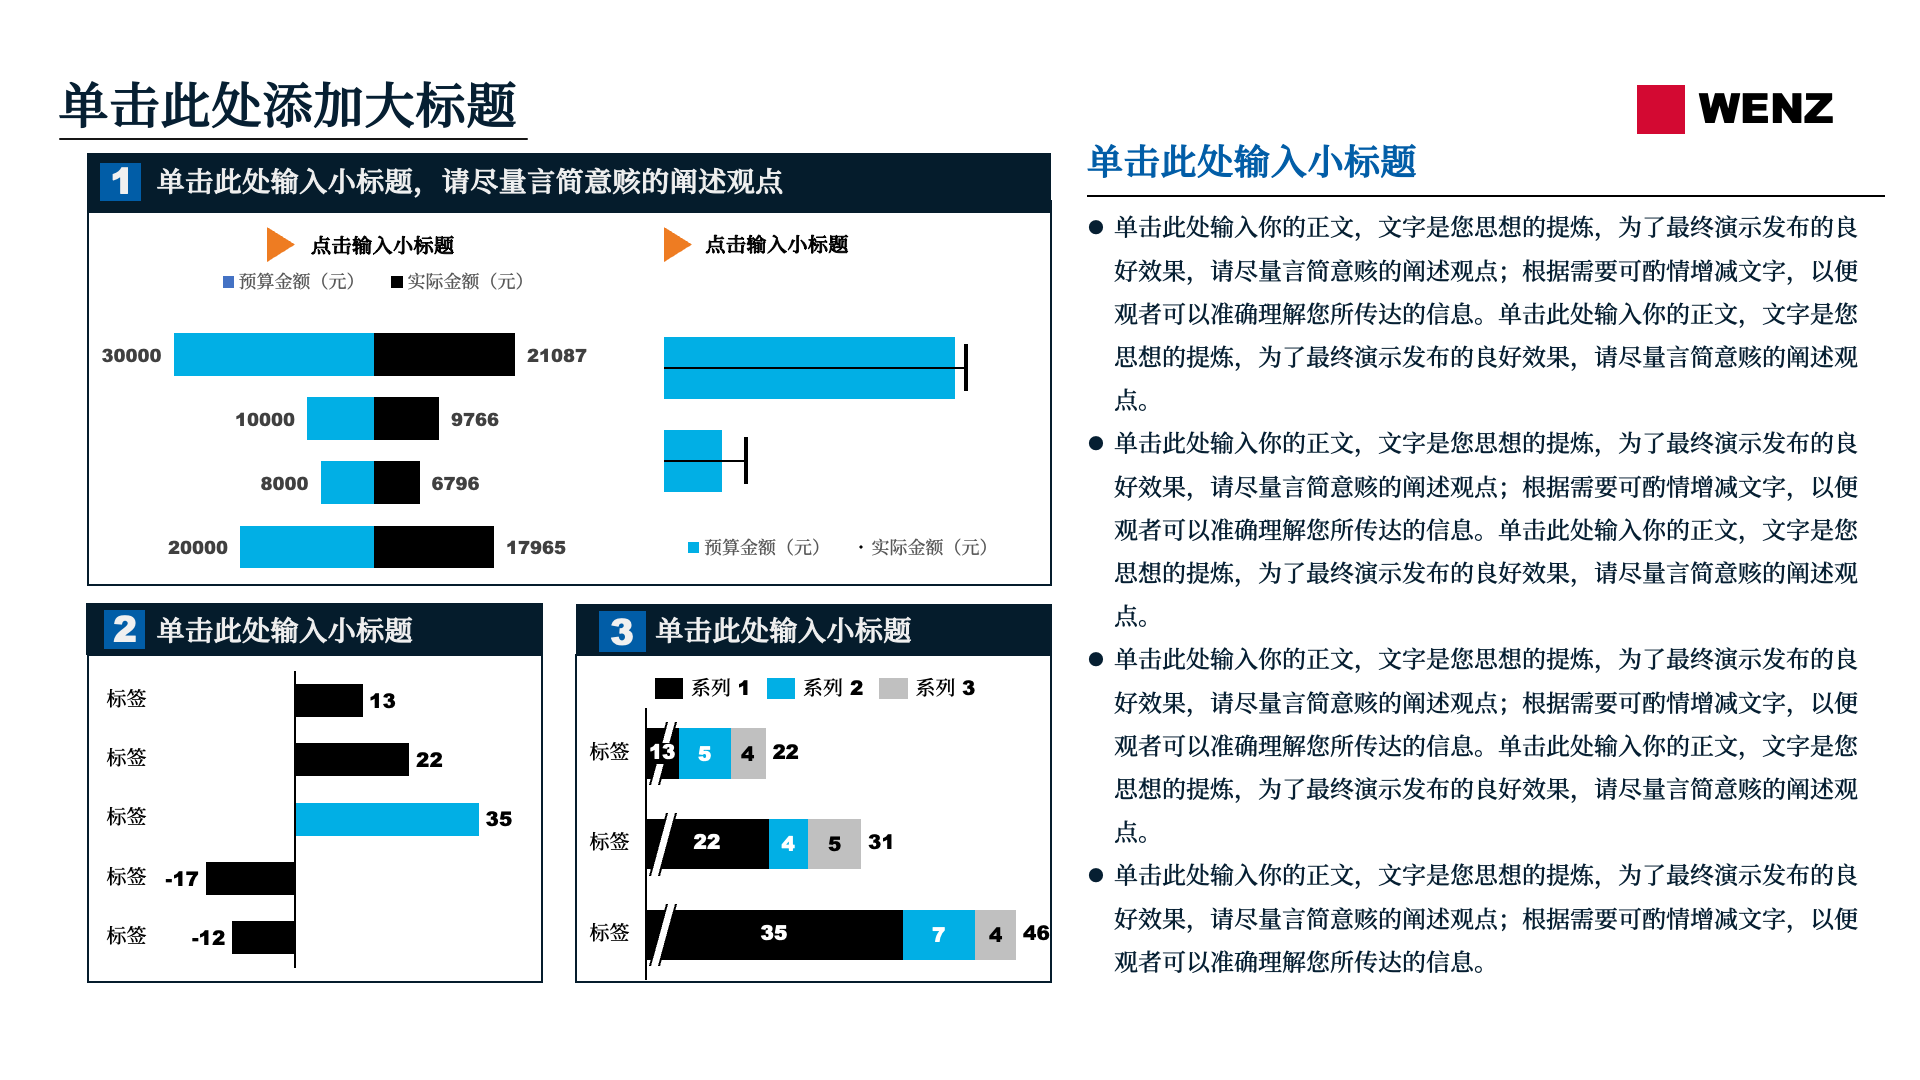 单击此处添加大标题
WENZ
1 单击此处输入小标题，请尽量言简意赅的阐述观点
点击输入小标题
预算金额（元） 实际金额（元）
30000 21087
10000 9766
8000 6796
20000 17965
点击输入小标题
预算金额（元） 实际金额（元）
2 单击此处输入小标题
标签 13
标签 22
标签 35
标签 -17
标签 -12
3 单击此处输入小标题
系列 1 系列 2 系列 3
标签 13 5 4 22
标签 22 4 5 31
标签 35 7 4 46
单击此处输入小标题
● 单击此处输入你的正文，文字是您思想的提炼，为了最终演示发布的良
好效果，请尽量言简意赅的阐述观点；根据需要可酌情增减文字，以便
观者可以准确理解您所传达的信息。单击此处输入你的正文，文字是您
思想的提炼，为了最终演示发布的良好效果，请尽量言简意赅的阐述观
点。
● 单击此处输入你的正文，文字是您思想的提炼，为了最终演示发布的良
好效果，请尽量言简意赅的阐述观点；根据需要可酌情增减文字，以便
观者可以准确理解您所传达的信息。单击此处输入你的正文，文字是您
思想的提炼，为了最终演示发布的良好效果，请尽量言简意赅的阐述观
点。
● 单击此处输入你的正文，文字是您思想的提炼，为了最终演示发布的良
好效果，请尽量言简意赅的阐述观点；根据需要可酌情增减文字，以便
观者可以准确理解您所传达的信息。单击此处输入你的正文，文字是您
思想的提炼，为了最终演示发布的良好效果，请尽量言简意赅的阐述观
点。
● 单击此处输入你的正文，文字是您思想的提炼，为了最终演示发布的良
好效果，请尽量言简意赅的阐述观点；根据需要可酌情增减文字，以便
观者可以准确理解您所传达的信息。